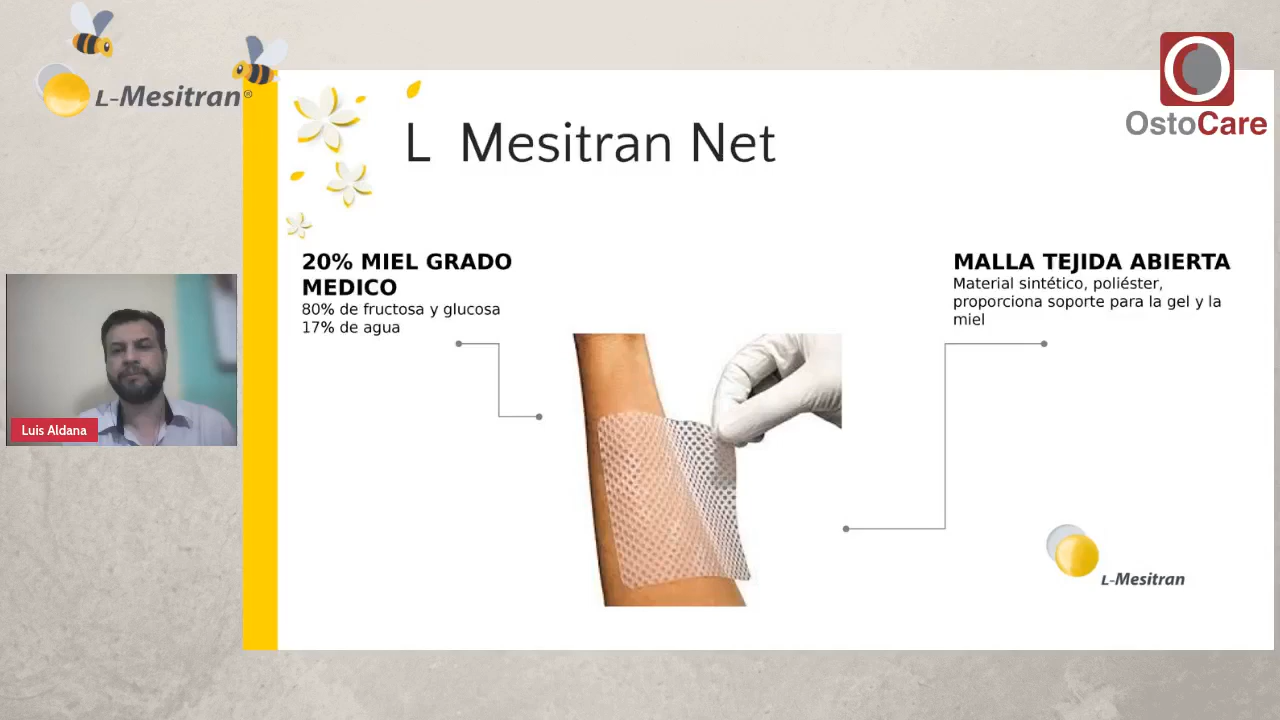 L-Mesitran®
OstoCare
L Mesitran Net
20% MIEL GRADO
MEDICO
80% de fructosa y glucosa
17% de agua
MALLA TEJIDA ABIERTA
Material sintético, poliéster,
proporciona soporte para la gel y la
miel
Luis Aldana
L-Mesitran